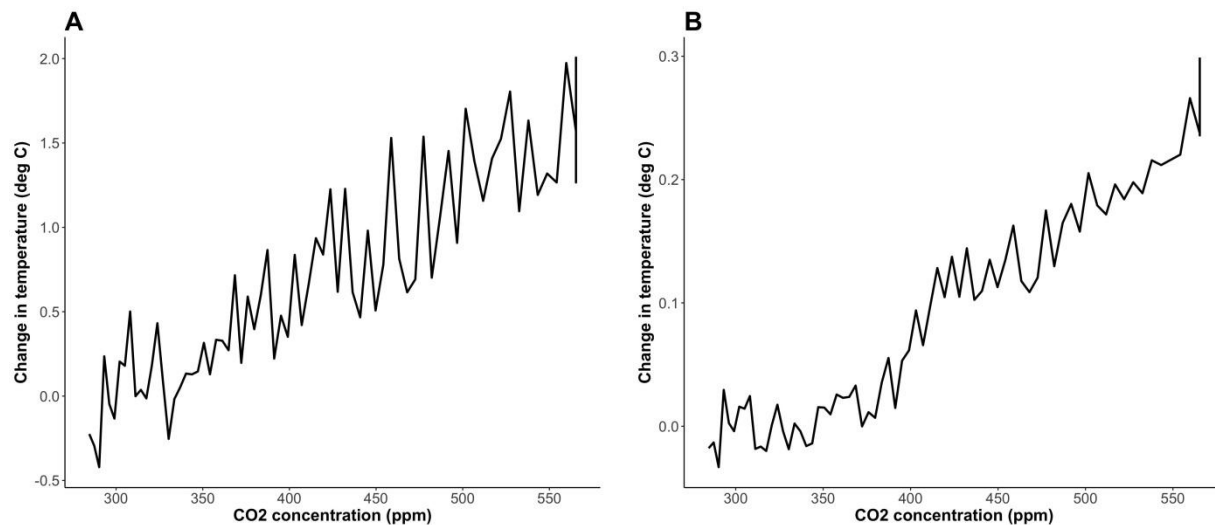 A
Change in temperature (deg C)
2.0
1.5
1.0
0.5
0.0
-0.5
300 350 400 450 500 550
CO2 concentration (ppm)
B
Change in temperature (deg C)
0.3
0.2
0.1
0.0
300 350 400 450 500 550
CO2 concentration (ppm)